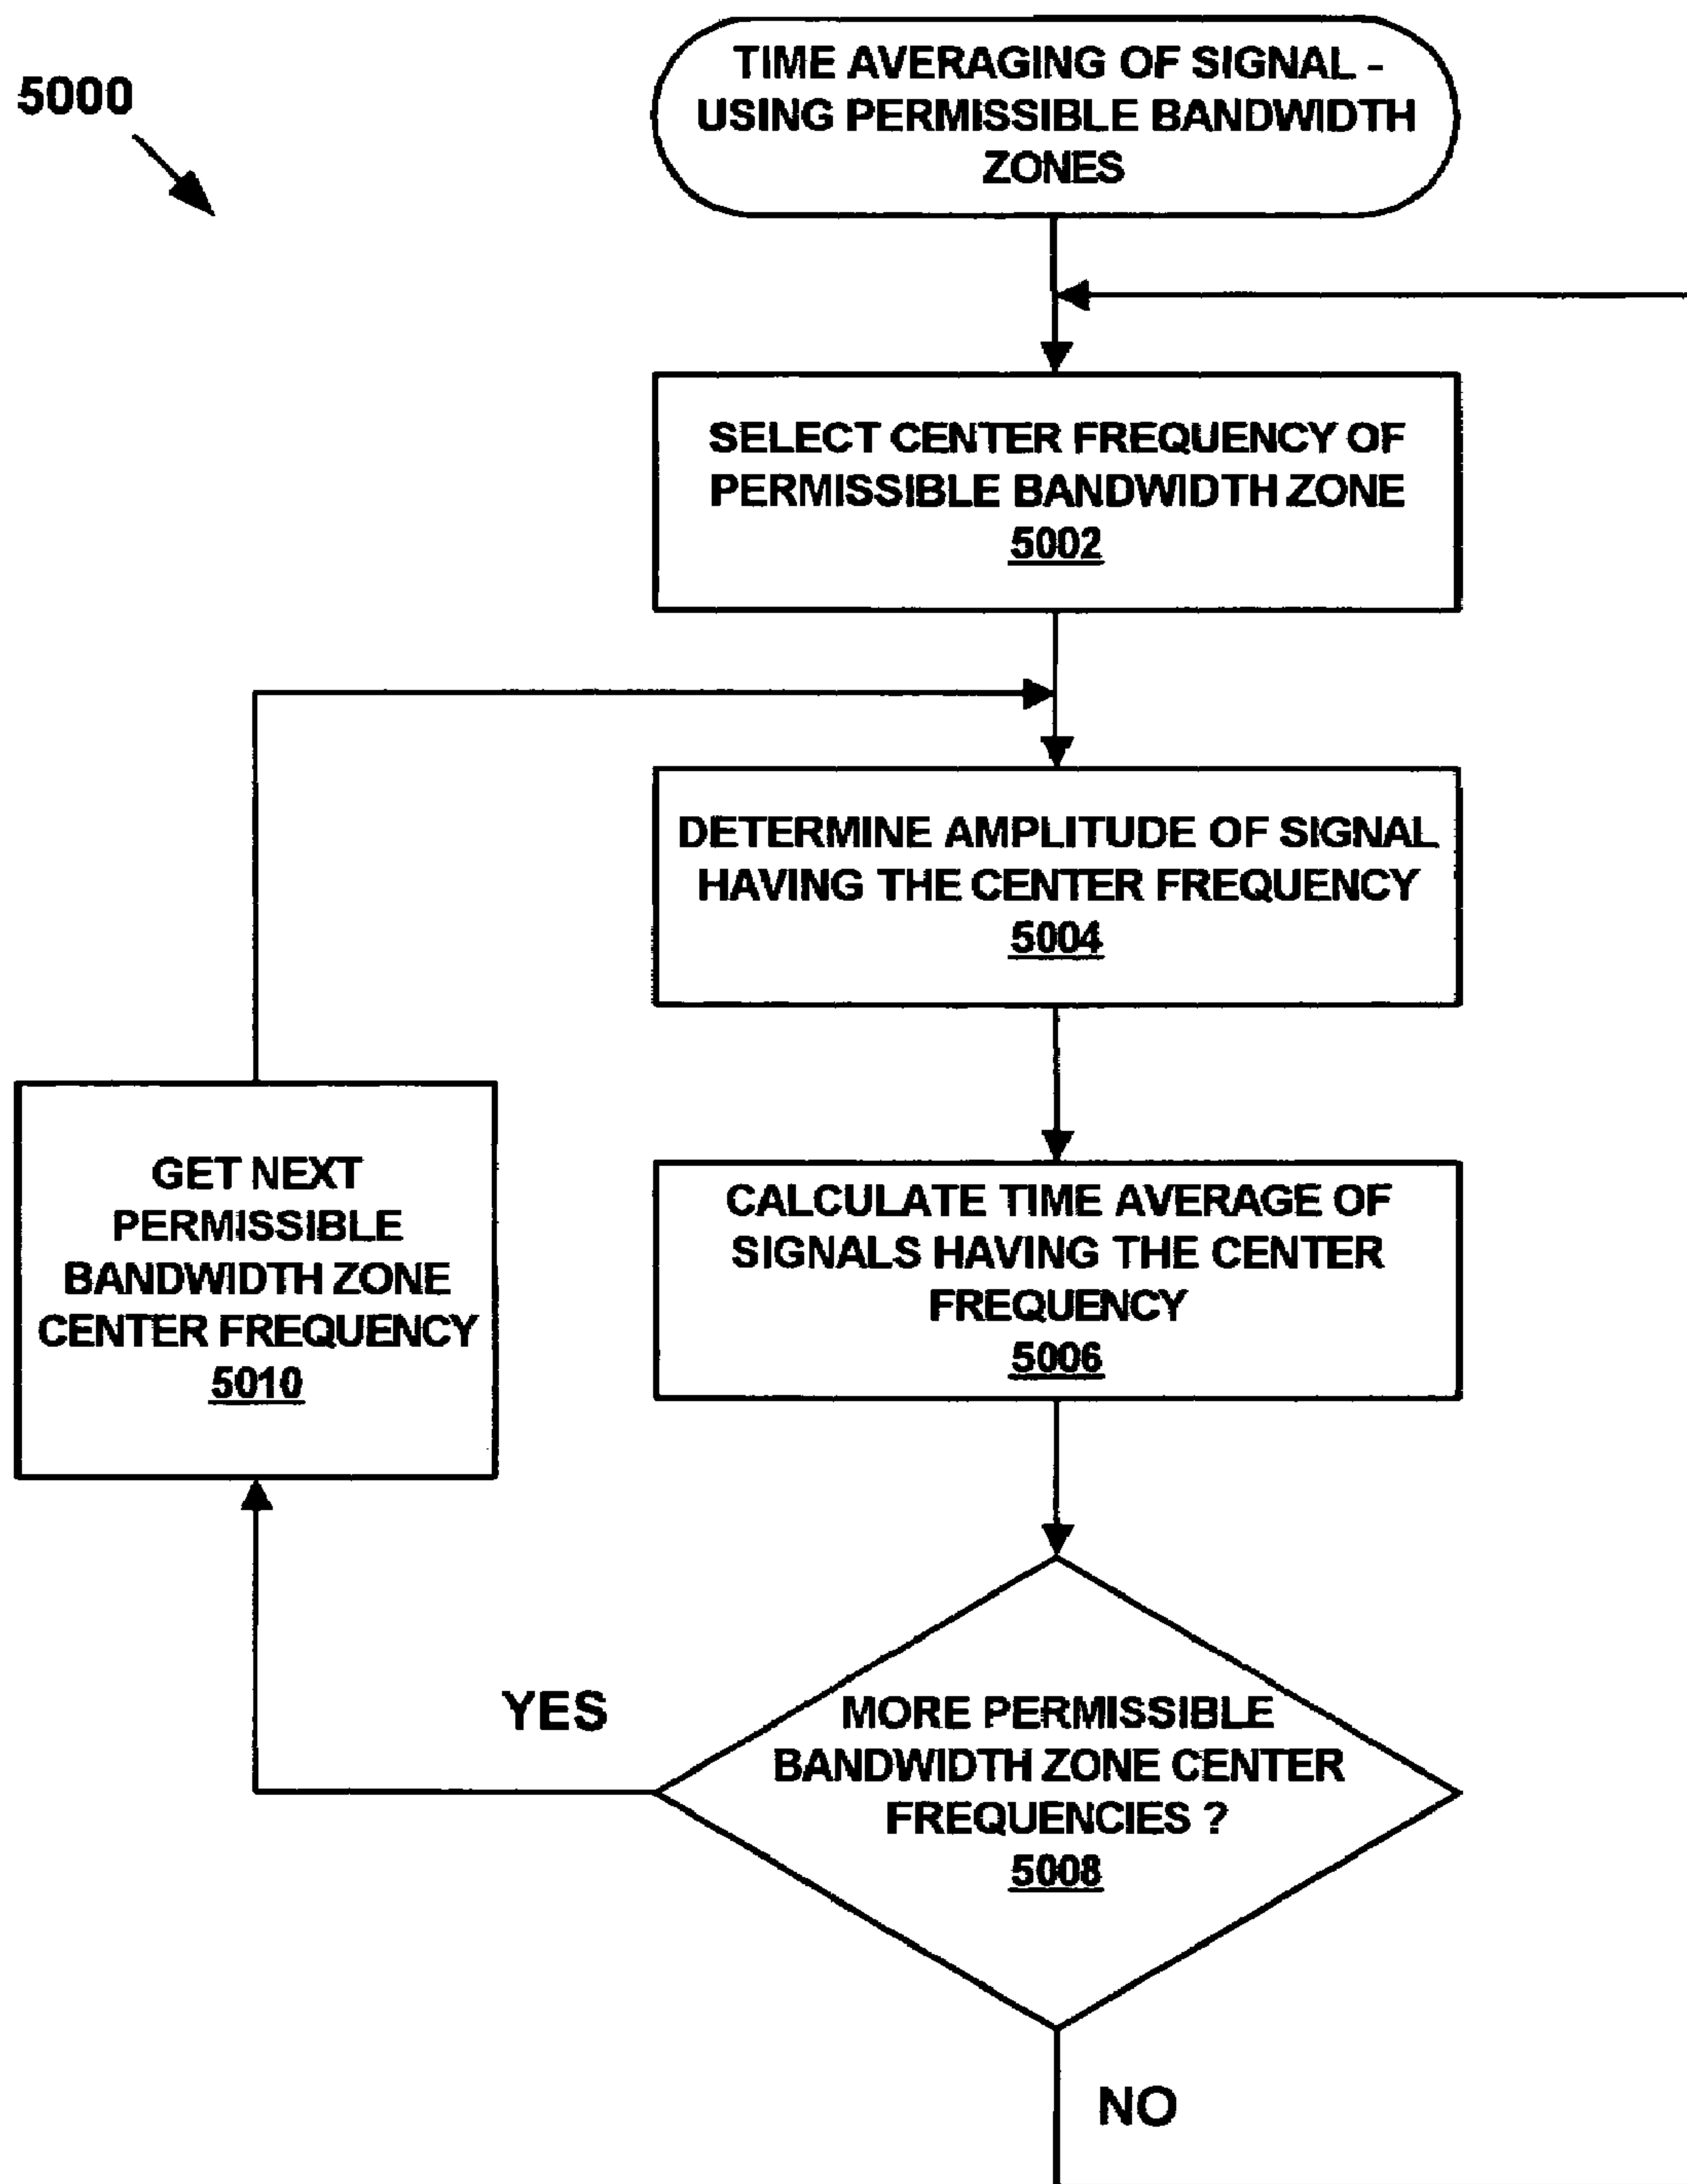 5000
TIME AVERAGING OF SIGNAL -
USING PERMISSIBLE BANDWIDTH
ZONES
SELECT CENTER FREQUENCY OF
PERMISSIBLE BANDWIDTH ZONE
5002
DETERMINE AMPLITUDE OF SIGNAL
HAVING THE CENTER FREQUENCY
5004
CALCULATE TIME AVERAGE OF
SIGNALS HAVING THE CENTER
FREQUENCY
5006
GET NEXT
PERMISSIBLE
BANDWIDTH ZONE
CENTER FREQUENCY
5010
YES
MORE PERMISSIBLE
BANDWIDTH ZONE CENTER
FREQUENCIES ?
5008
NO